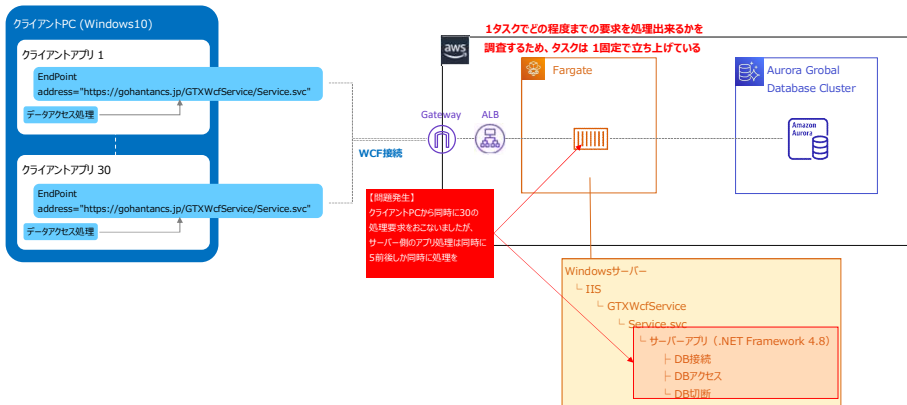 クライアントPC (Windows10)
クライアントアプリ 1
EndPoint
address="https://gohantancs.jp/GTXWcfService/Service.svc"
データアクセス処理
クライアントアプリ 30
EndPoint
address="https://gohantancs.jp/GTXWcfService/Service.svc"
データアクセス処理
WCF接続
1タスクでどの程度までの要求を処理出来るかを
調査するため、タスクは 1固定で立ち上げている
aws
Gateway
ALB
Fargate
Aurora Grobal
Database Cluster
Amazon
Aurora
【問題発生】
クライアントPCから同時に30の
処理要求をおこないましたが、
サーバー側のアプリ処理は同時に
5前後しか同時に処理を
Windowsサーバー
└ IIS
└ GTXWcfService
└ Service.svc
└ サーバーアプリ（.NET Framework 4.8）
├ DB接続
├ DBアクセス
└ DB切断